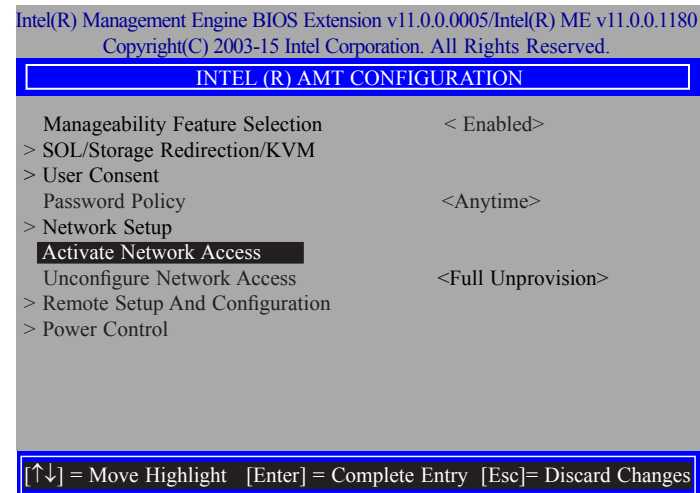 Intel(R) Management Engine BIOS Extension v11.0.0.0005/Intel(R) ME v11.0.0.1180
Copyright(C) 2003-15 Intel Corporation. All Rights Reserved.
INTEL (R) AMT CONFIGURATION
Manageability Feature Selection < Enabled>
> SOL/Storage Redirection/KVM
> User Consent
Password Policy <Anytime>
> Network Setup
Activate Network Access
Unconfigure Network Access <Full Unprovision>
> Remote Setup And Configuration
> Power Control
[↑↓] = Move Highlight [Enter] = Complete Entry [Esc]= Discard Changes